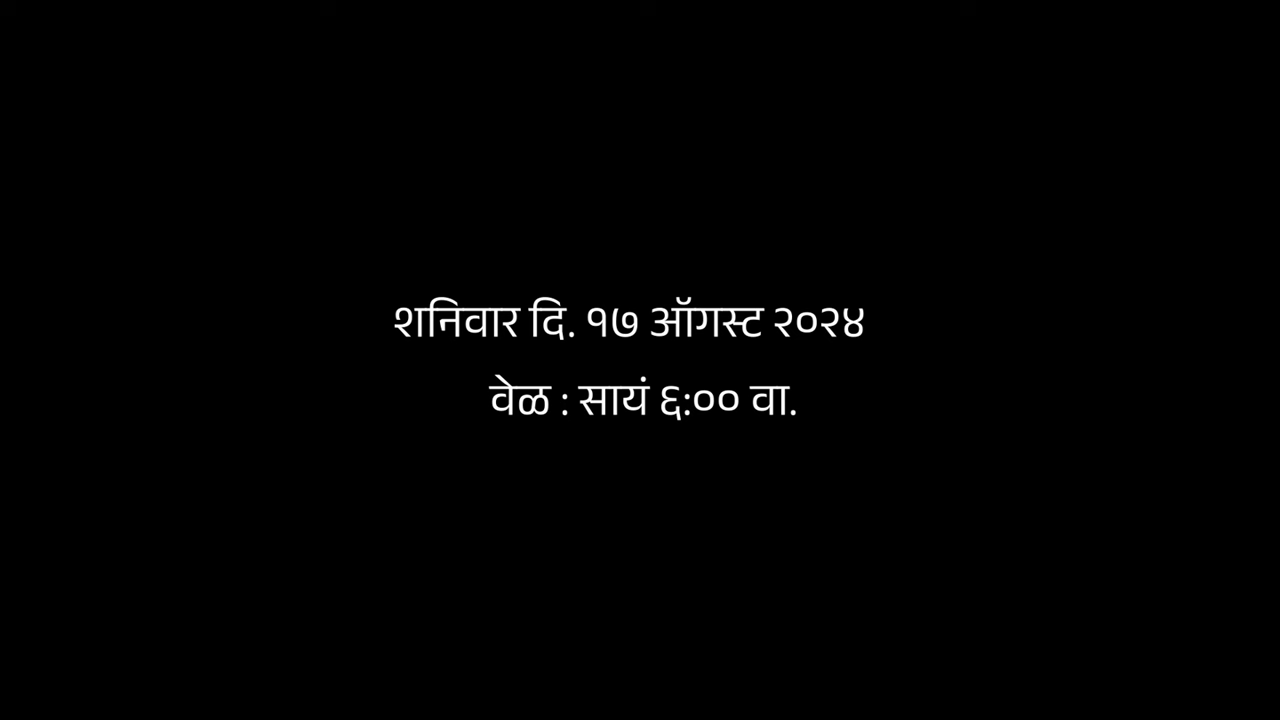 शनिवार दि. १७ ऑगस्ट २०२४
वेळ : सायं ६:०० वा.